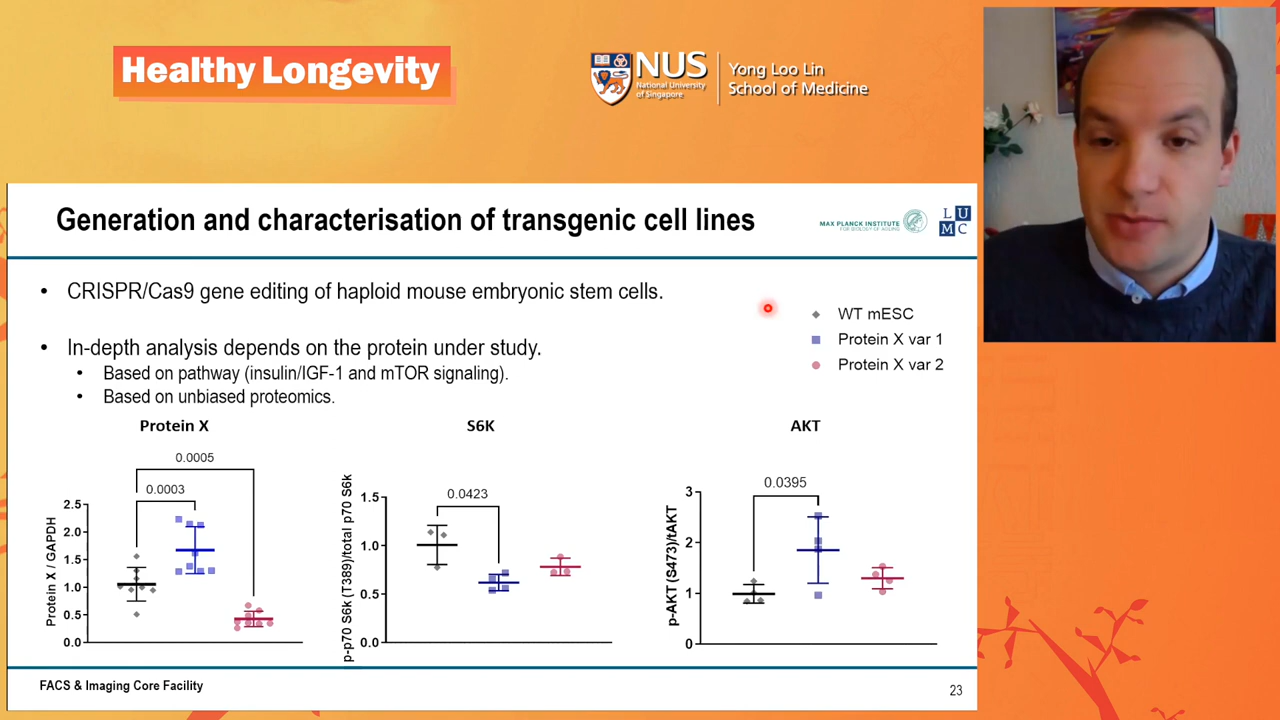 Healthy Longevity
NUS
National University
of Singapore
Yong Loo Lin
School of Medicine
Generation and characterisation of transgenic cell lines
MAX PLANCK INSTITUTE
FOR BIOLOGY OF AGEING
L U
M C
• CRISPR/Cas9 gene editing of haploid mouse embryonic stem cells.
• In-depth analysis depends on the protein under study.
• Based on pathway (insulin/IGF-1 and mTOR signaling).
• Based on unbiased proteomics.
WT mESC
Protein X var 1
Protein X var 2
Protein X
0.0005
0.0003
Protein X / GAPDH
2.5
2.0
1.5
1.0
0.5
0.0
S6K
0.0423
p-p70 S6k (T389)/total p70 S6k
1.5
1.0
0.5
0.0
AKT
0.0395
p-AKT (S473)/tAKT
3
2
1
0
FACS & Imaging Core Facility
23